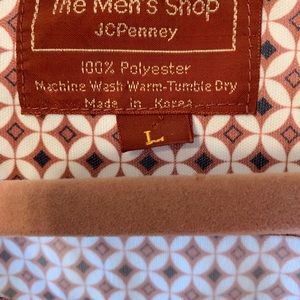 The Men's Shop
JCPenney
100% Polyester
Machine Wash Warm-Tumble Dry
Made in Korea
L